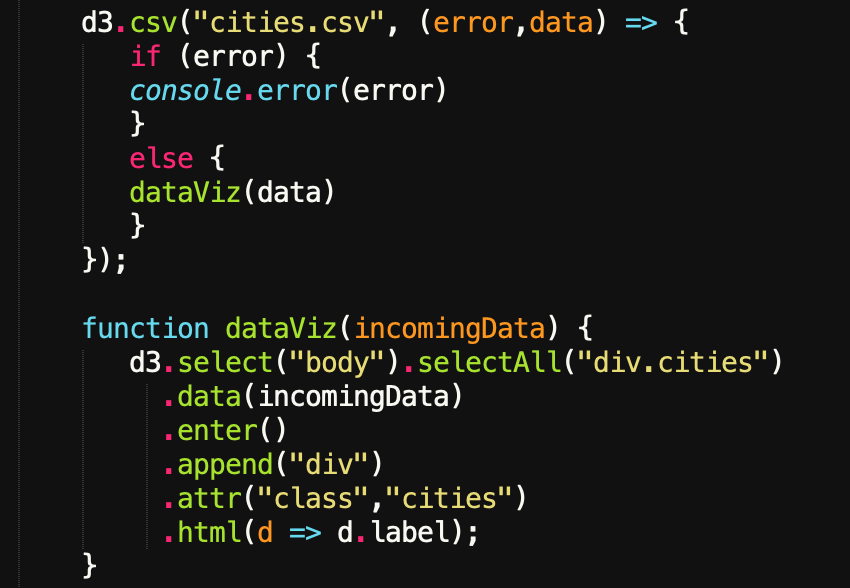 d3.csv("cities.csv", (error,data) => {
if (error) {
console.error(error)
}
else {
dataViz(data)
}
});
function dataViz(incomingData) {
d3.select("body").selectAll("div.cities")
.data(incomingData)
.enter()
.append("div")
.attr("class","cities")
.html(d => d.label);
}